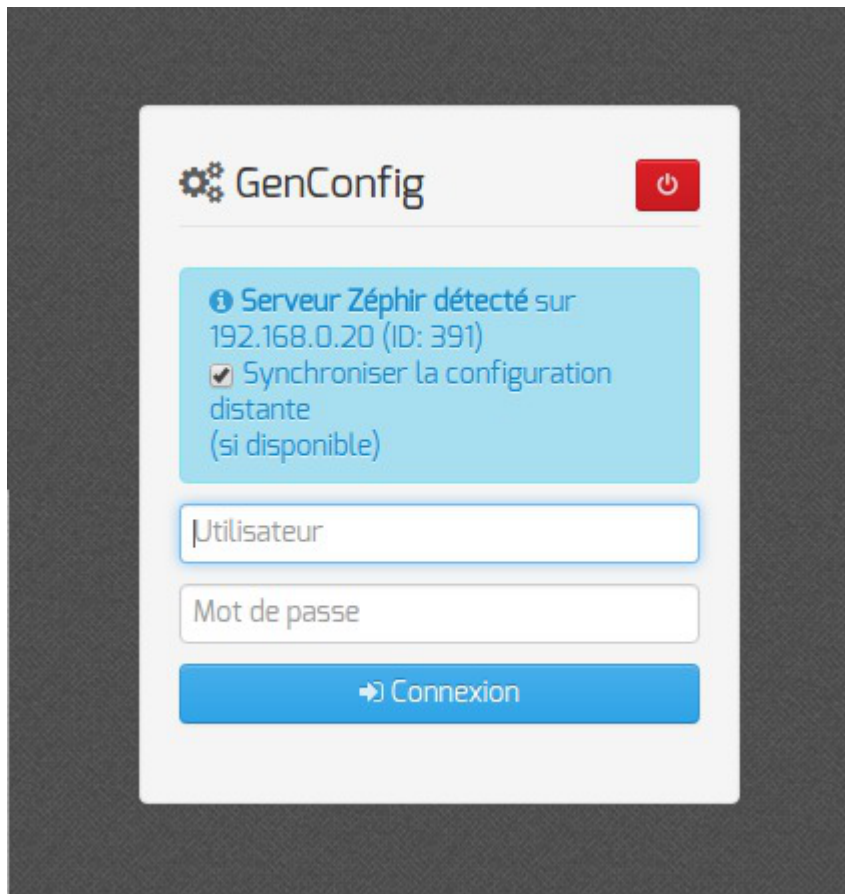 GenConfig
Serveur Zéphir détecté sur
192.168.0.20 (ID: 391)
Synchroniser la configuration
distante
(si disponible)
Utilisateur
Mot de passe
Connexion